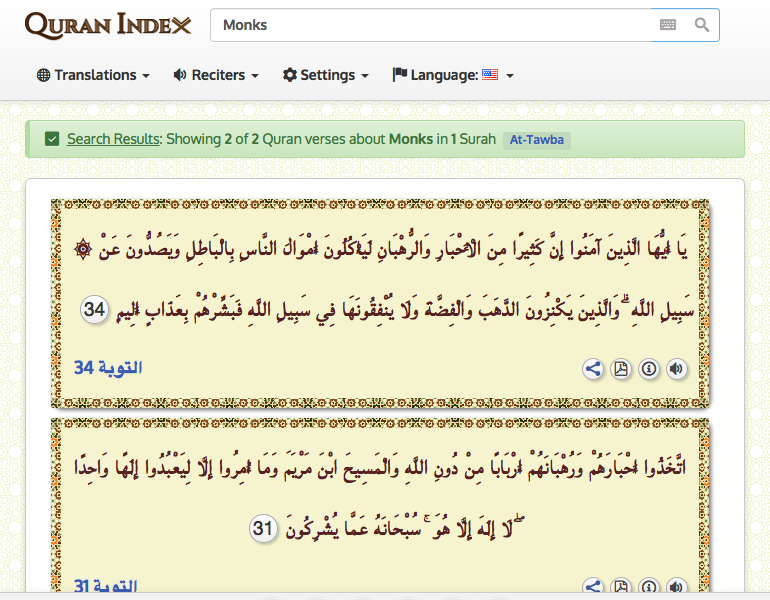 QURAN INDEX
Monks
Translations Reciters Settings Language:
Search Results: Showing 2 of 2 Quran verses about Monks in 1 Surah At-Tawba
يَا أَيُّهَا الَّذِينَ آمَنُوا إِنَّ كَثِيرًا مِنَ الْأَحْبَارِ وَالرُّهْبَانِ لَيَأْكُلُونَ أَمْوَالَ النَّاسِ بِالْبَاطِلِ وَيَصُدُّونَ عَنْ ۞
سَبِيلِ اللَّهِ ۗ وَالَّذِينَ يَكْنِزُونَ الذَّهَبَ وَالْفِضَّةَ وَلَا يُنْفِقُونَهَا فِي سَبِيلِ اللَّهِ فَبَشِّرْهُمْ بِعَذَابٍ أَلِيمٍ 34
التوبة 34
اتَّخَذُوا أَحْبَارَهُمْ وَرُهْبَانَهُمْ أَرْبَابًا مِنْ دُونِ اللَّهِ وَالْمَسِيحَ ابْنَ مَرْيَمَ وَمَا أُمِرُوا إِلَّا لِيَعْبُدُوا إِلَٰهًا وَاحِدًا
ۖ لَا إِلَٰهَ إِلَّا هُوَ ۚ سُبْحَانَهُ عَمَّا يُشْرِكُونَ 31
التوبة 31